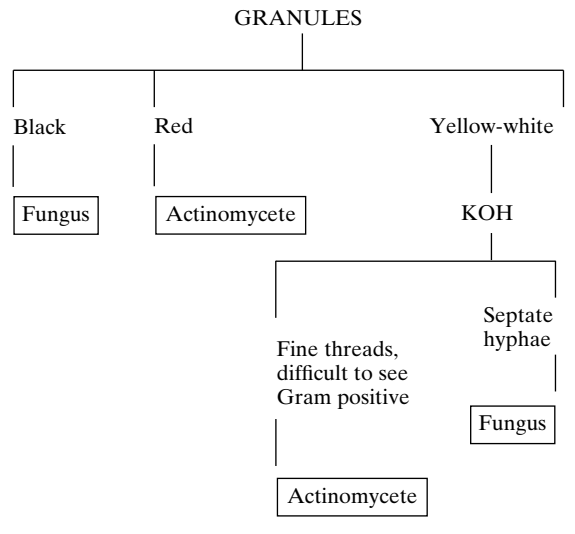 GRANULES
Black
Red
Yellow-white
Fungus
Actinomycete
KOH
Fine threads,
difficult to see
Gram positive
Actinomycete
Septate
hyphae
Fungus